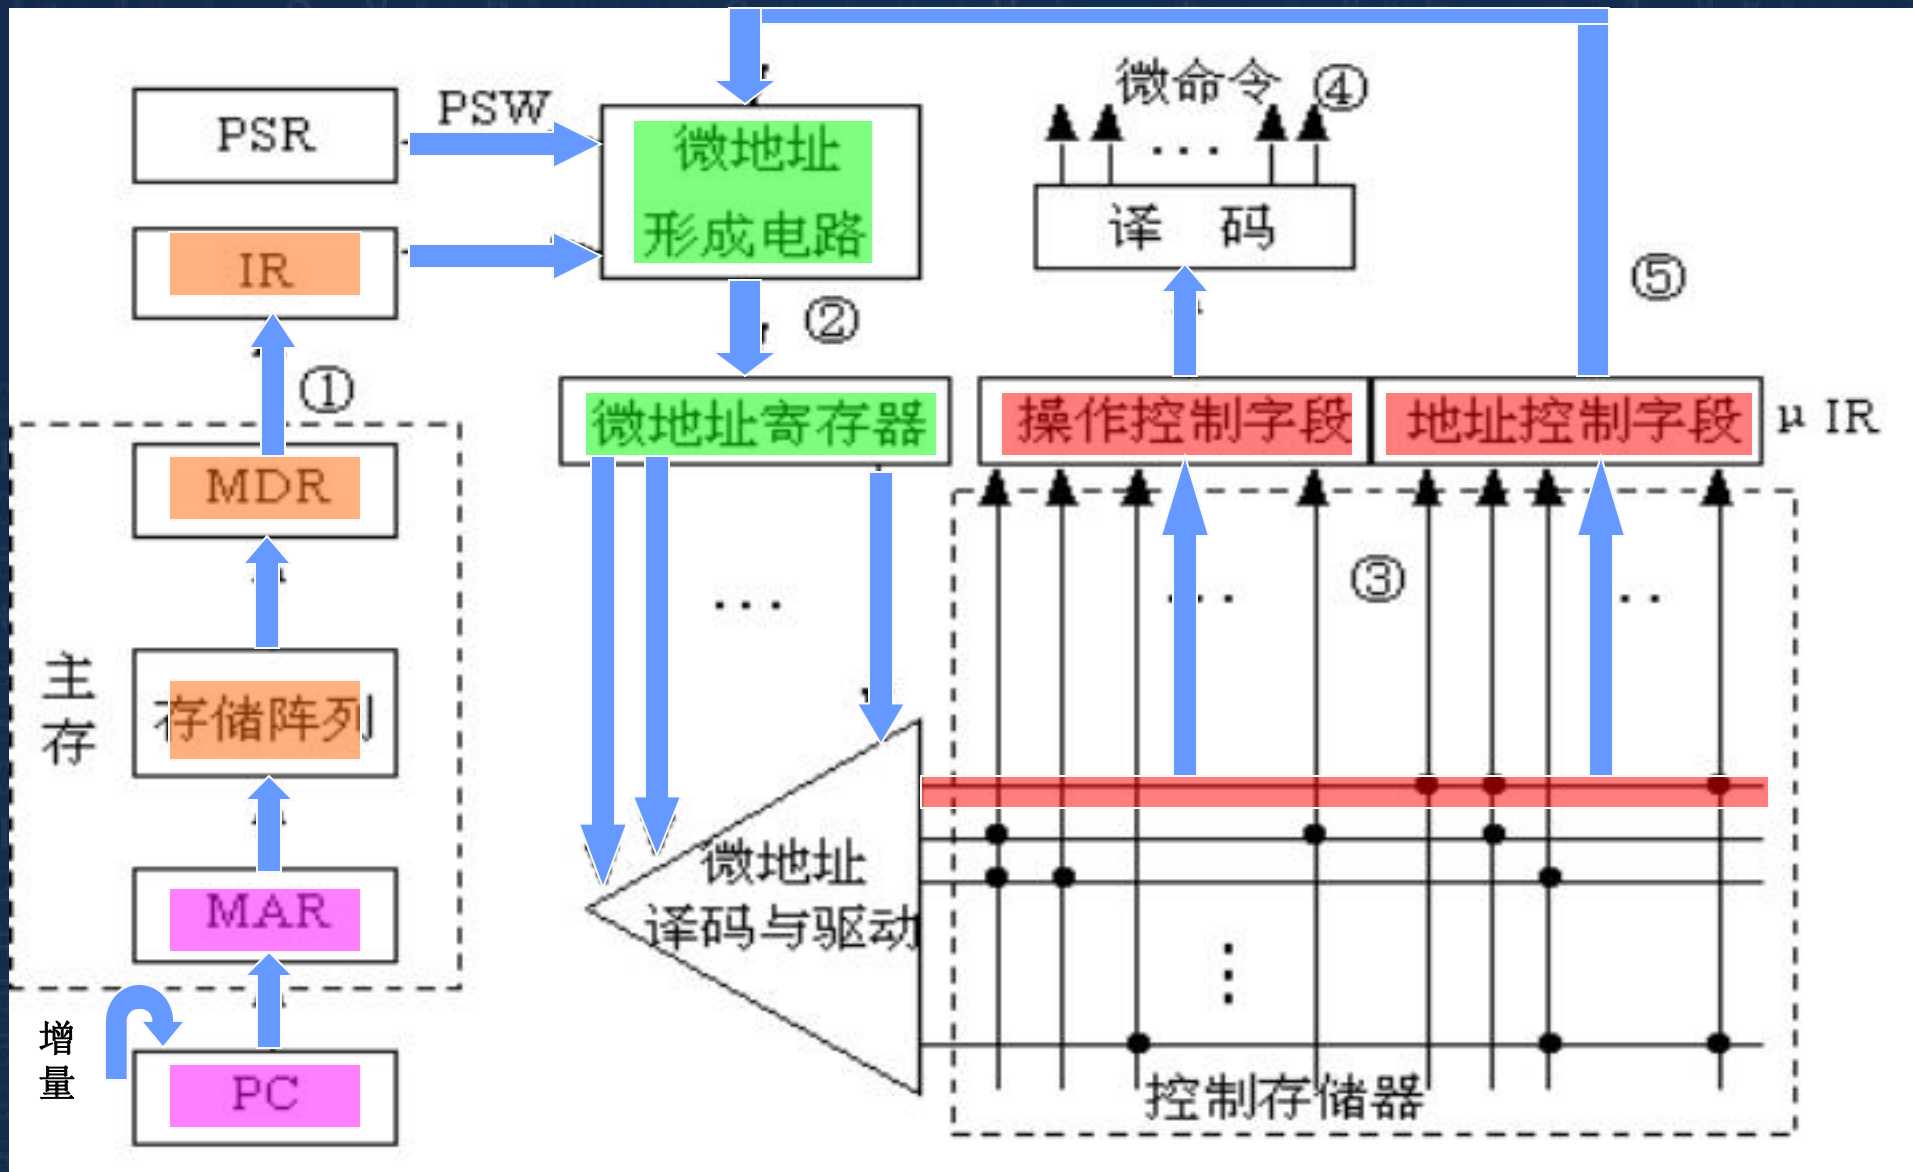 PSR
PSW
IR
①
MDR
主存
存储阵列
MAR
增量
PC
微地址
形成电路
②
微地址寄存器
...
微地址
译码与驱动
微命令
④
...
译 码
操作控制字段
地址控制字段
μ IR
⑤
③
...
..
控制存储器